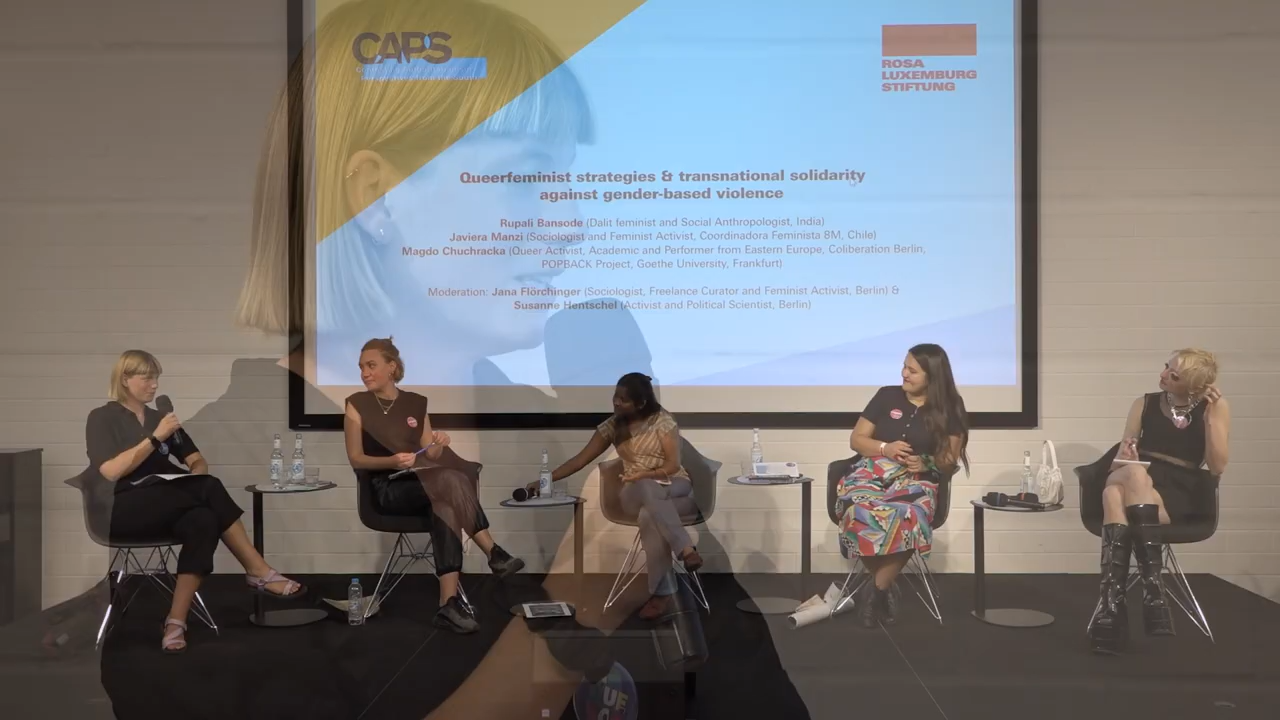 CAPS
ROSA
LUXEMBURG
STIFTUNG
Queerfeminist strategies & transnational solidarity
against gender-based violence
Rupali Bansode (Dalit feminist and Social Anthropologist, India)
Javiera Manzi (Sociologist and Feminist Activist, Coordinadora Feminista 8M, Chile)
Magdo Chuchracka (Queer Activist, Academic and Performer from Eastern Europe, Coliberation Berlin,
POPBACK Project, Goethe University, Frankfurt)
Moderation: Jana Flörchinger (Sociologist, Freelance Curator and Feminist Activist, Berlin) &
Susanne Hentschel (Activist and Political Scientist, Berlin)